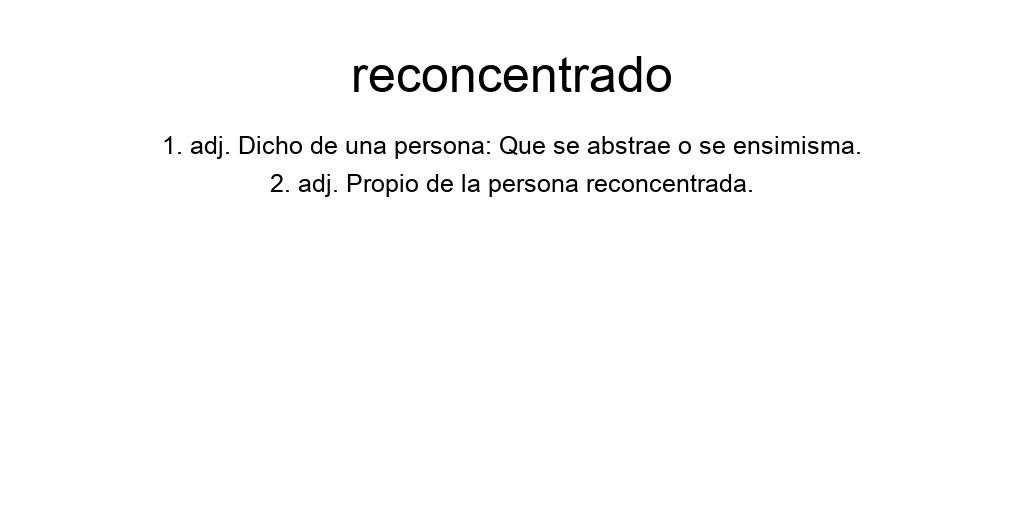 reconcentrado
1. adj. Dicho de una persona: Que se abstrae o se ensimisma.
2. adj. Propio de la persona reconcentrada.